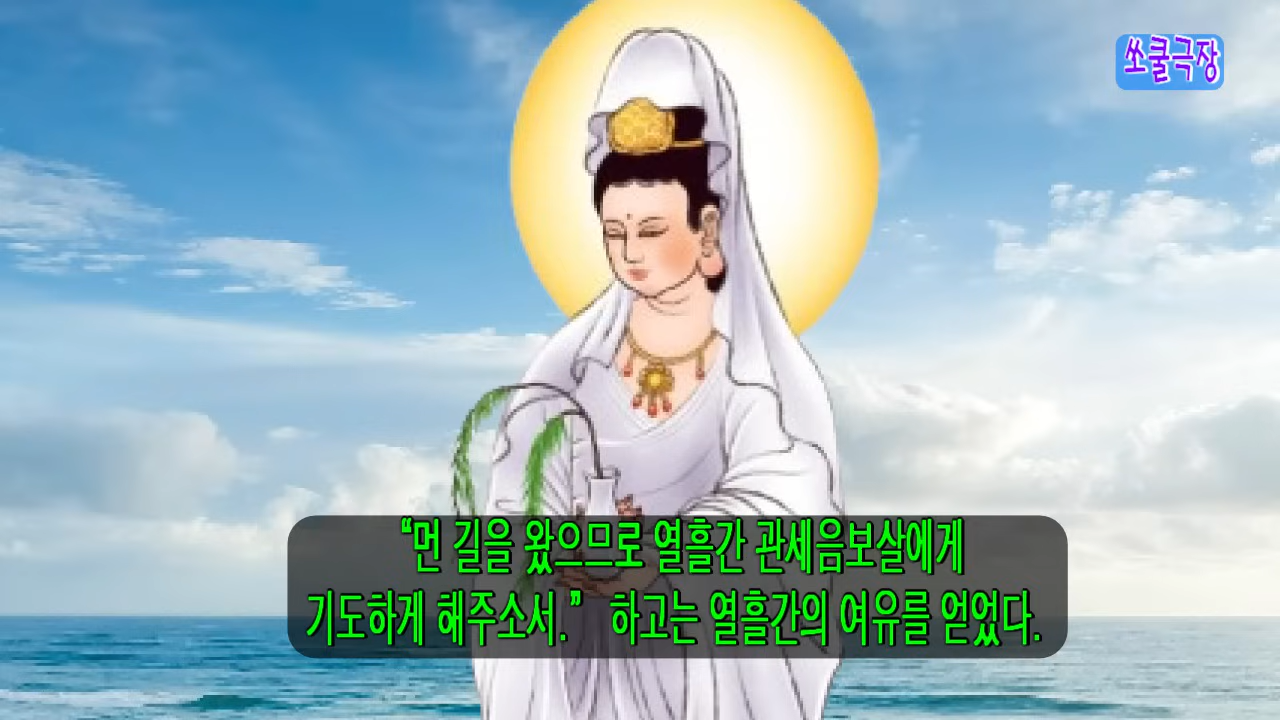 쏘쿨극장
“먼 길을 왔으므로 열흘간 관세음보살에게
기도하게 해주소서.” 하고는 열흘간의 여유를 얻었다.